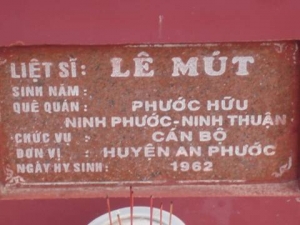 LIỆT SĨ : LÊ MÚT
SINH NĂM :
QUÊ QUÁN : PHƯỚC HỮU
NINH PHƯỚC-NINH THUẬN
CHỨC VỤ : CÁN BỘ
ĐƠN VỊ : HUYỆN AN PHƯỚC
NGÀY HY SINH: 1962